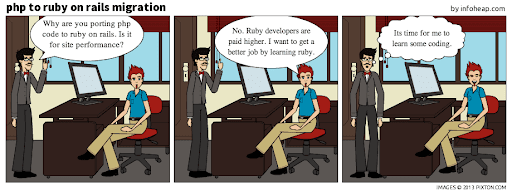 php to ruby on rails migration
by infoheap.com
Why are you porting php
code to ruby on rails. Is it
for site performance?
No. Ruby developers are
paid higher. I want to get a
better job by learning ruby.
Its time for me to
learn some coding.
IMAGES © 2013 PIXTON.COM